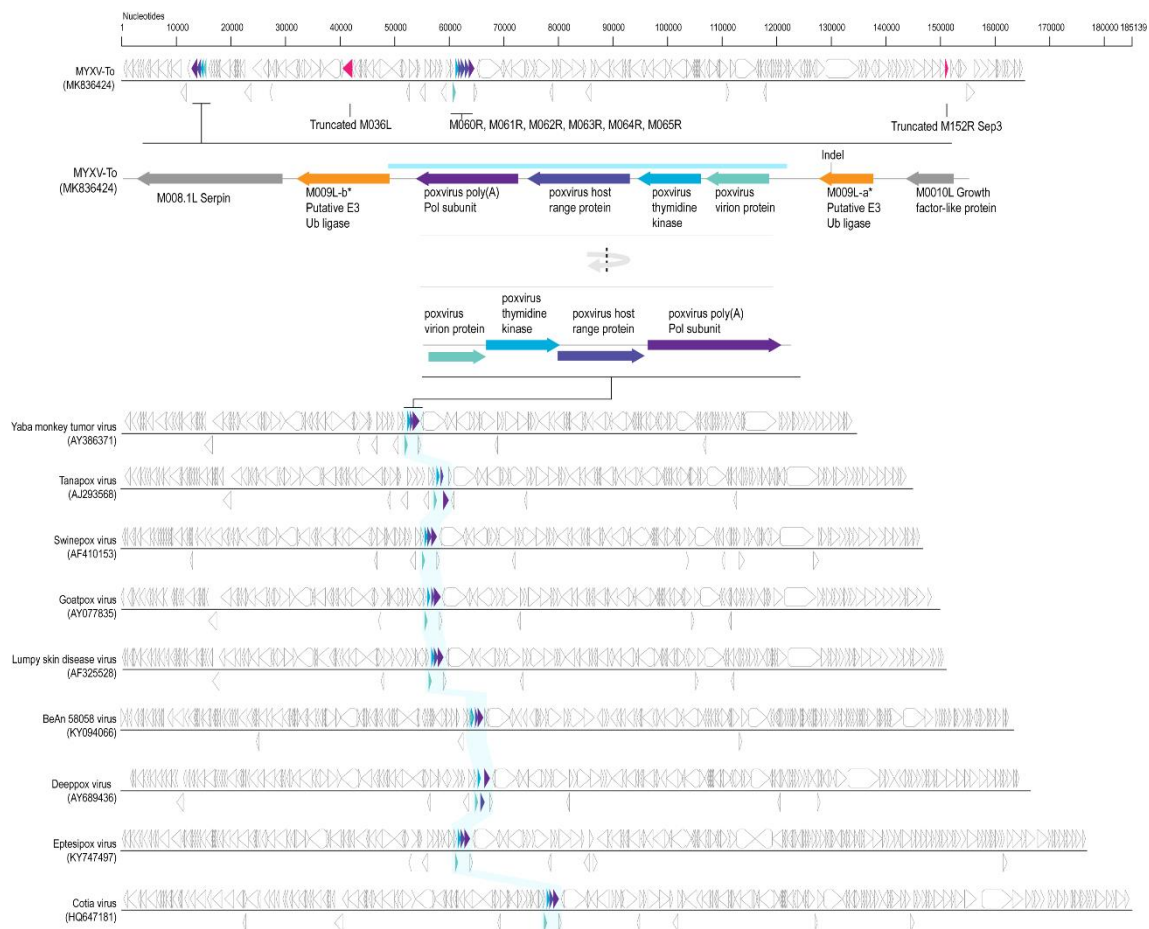 Nucleotides
1 10000 20000 30000 40000 50000 60000 70000 80000 90000 100000 110000 120000 130000 140000 150000 160000 170000 180000 185139
MYXV-To
(MK836424)
Truncated M036L
M060R, M061R, M062R, M063R, M064R, M065R
Truncated M152R Sep3
MYXV-To
(MK836424)
Indel
M008.1L Serpin
M009L-b*
Putative E3
Ub ligase
poxvirus poly(A)
Pol subunit
poxvirus host
range protein
poxvirus
thymidine
kinase
poxvirus
virion protein
M009L-a*
Putative E3
Ub ligase
M0010L Growth
factor-like protein
poxvirus
virion protein
poxvirus
thymidine
kinase
poxvirus host
range protein
poxvirus poly(A)
Pol subunit
Yaba monkey tumor virus
(AY386371)
Tanapox virus
(AJ293568)
Swinepox virus
(AF410153)
Goatpox virus
(AY077835)
Lumpy skin disease virus
(AF325528)
BeAn 58058 virus
(KY094066)
Deeppox virus
(AY689436)
Eptesipox virus
(KY747497)
Cotia virus
(HQ647181)